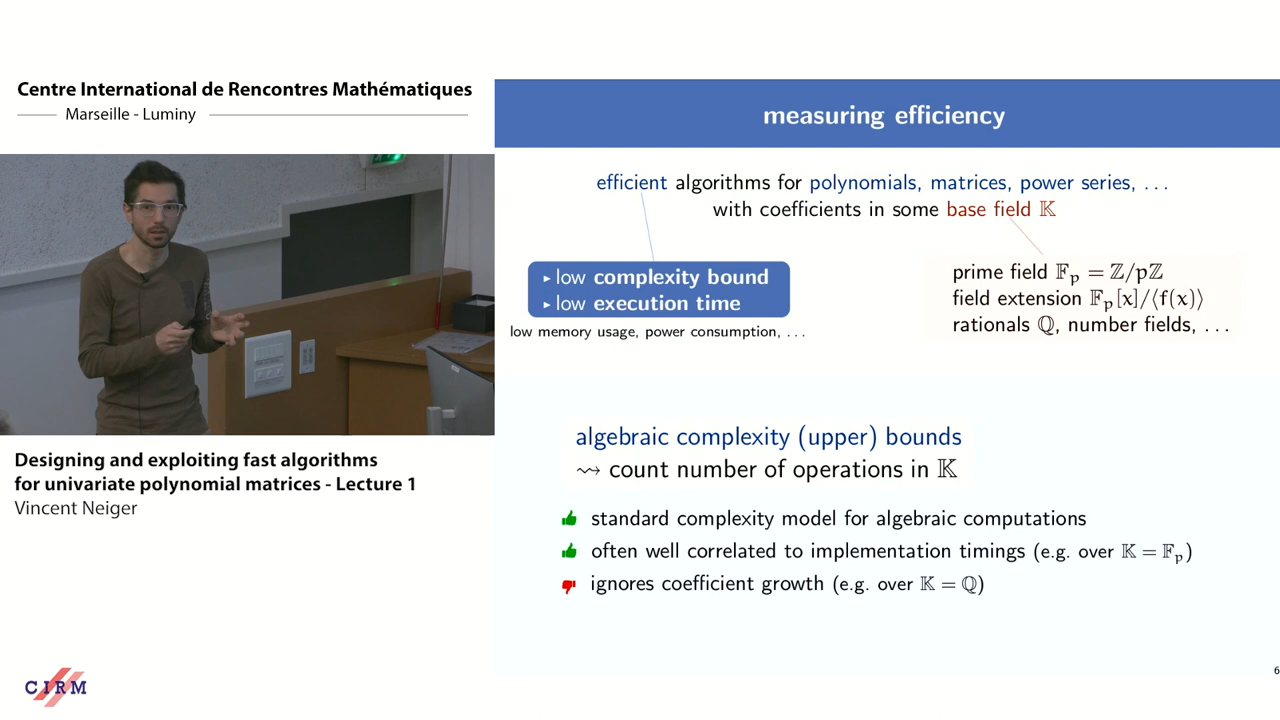 Centre International de Rencontres Mathématiques
Marseille - Luminy
Designing and exploiting fast algorithms
for univariate polynomial matrices - Lecture 1
Vincent Neiger
CIRM
measuring efficiency
efficient algorithms for polynomials, matrices, power series, . . .
with coefficients in some base field 𝕂
▸ low complexity bound
▸ low execution time
low memory usage, power consumption, . . .
prime field 𝔽ₚ = ℤ/pℤ
field extension 𝔽ₚ[x]/⟨f(x)⟩
rationals ℚ, number fields, . . .
algebraic complexity (upper) bounds
⇝ count number of operations in 𝕂
👍 standard complexity model for algebraic computations
👍 often well correlated to implementation timings (e.g. over 𝕂 = 𝔽ₚ)
👎 ignores coefficient growth (e.g. over 𝕂 = ℚ)
6